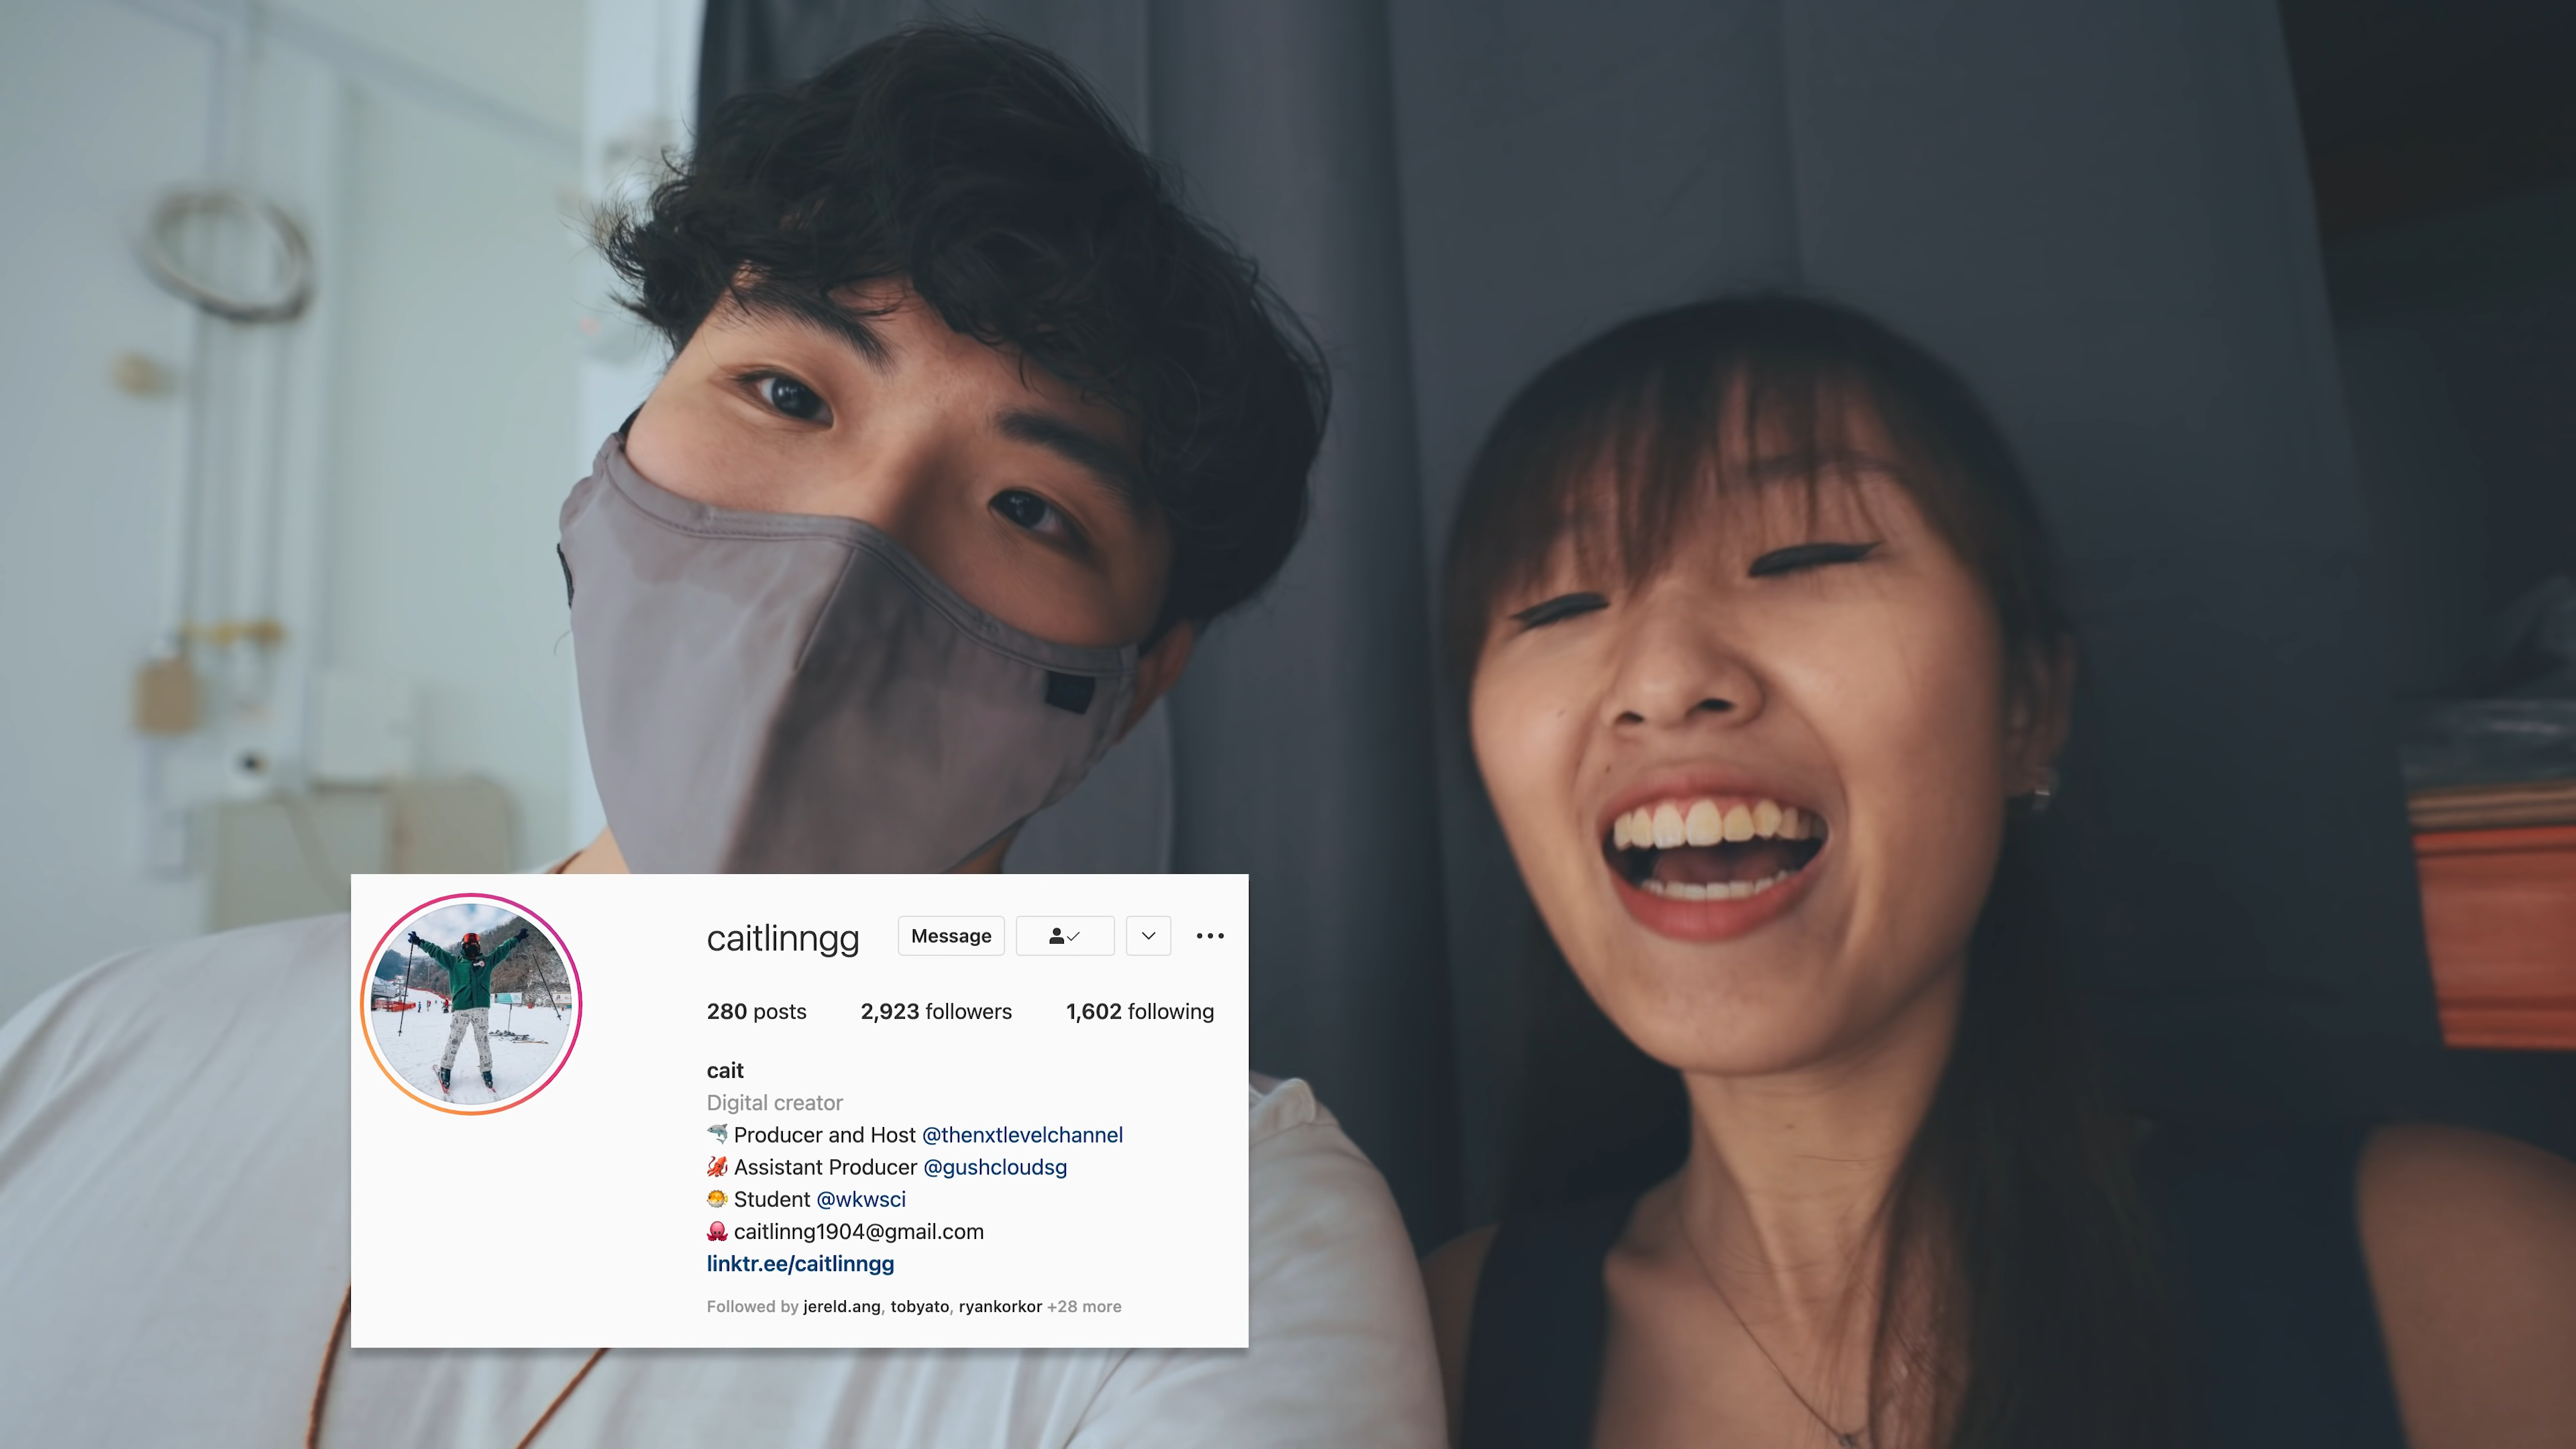 caitlinngg Message
280 posts 2,923 followers 1,602 following
cait
Digital creator
🦈 Producer and Host @thenxtlevelchannel
🦑 Assistant Producer @gushcloudsg
🐡 Student @wkwsci
🐙 caitlinng1904@gmail.com
linktr.ee/caitlinngg
Followed by jereld.ang, tobyato, ryankorkor +28 more